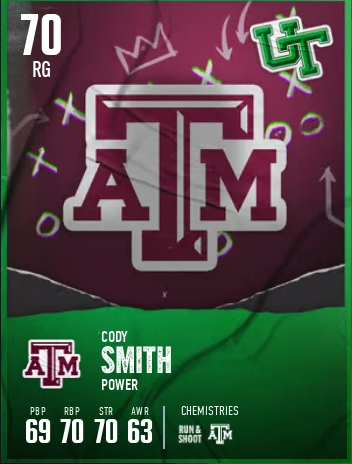 70
RG
UT
ATM
ATM
CODY
SMITH
POWER
PBP RBP STR AWR
69 70 70 63
CHEMISTRIES
RUN &
SHOOT
ATM